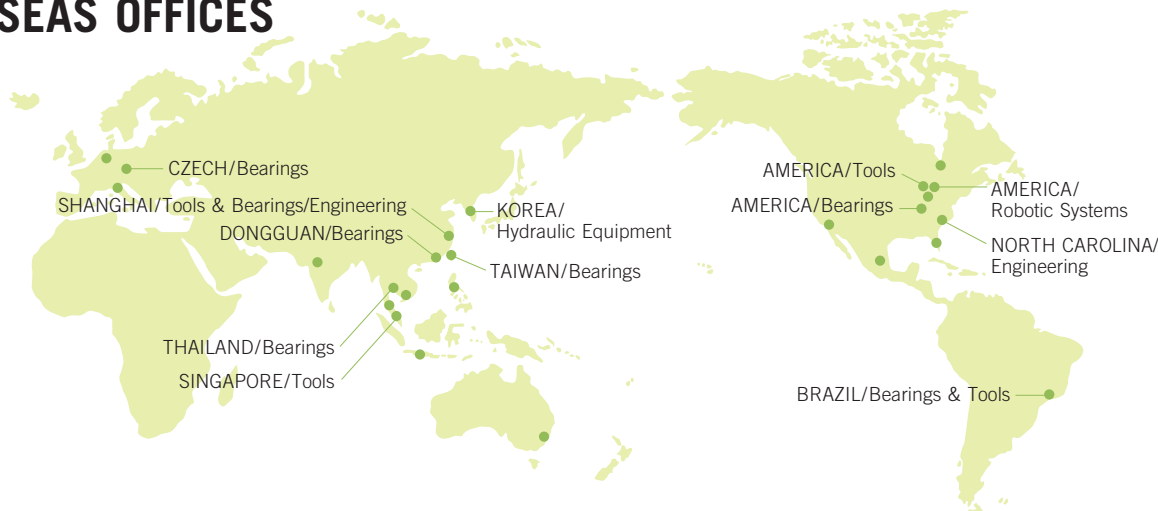 SEAS OFFICES
CZECH/Bearings
SHANGHAI/Tools & Bearings/Engineering
DONGGUAN/Bearings
KOREA/
Hydraulic Equipment
TAIWAN/Bearings
THAILAND/Bearings
SINGAPORE/Tools
AMERICA/Tools
AMERICA/Bearings
AMERICA/
Robotic Systems
NORTH CAROLINA/
Engineering
BRAZIL/Bearings & Tools